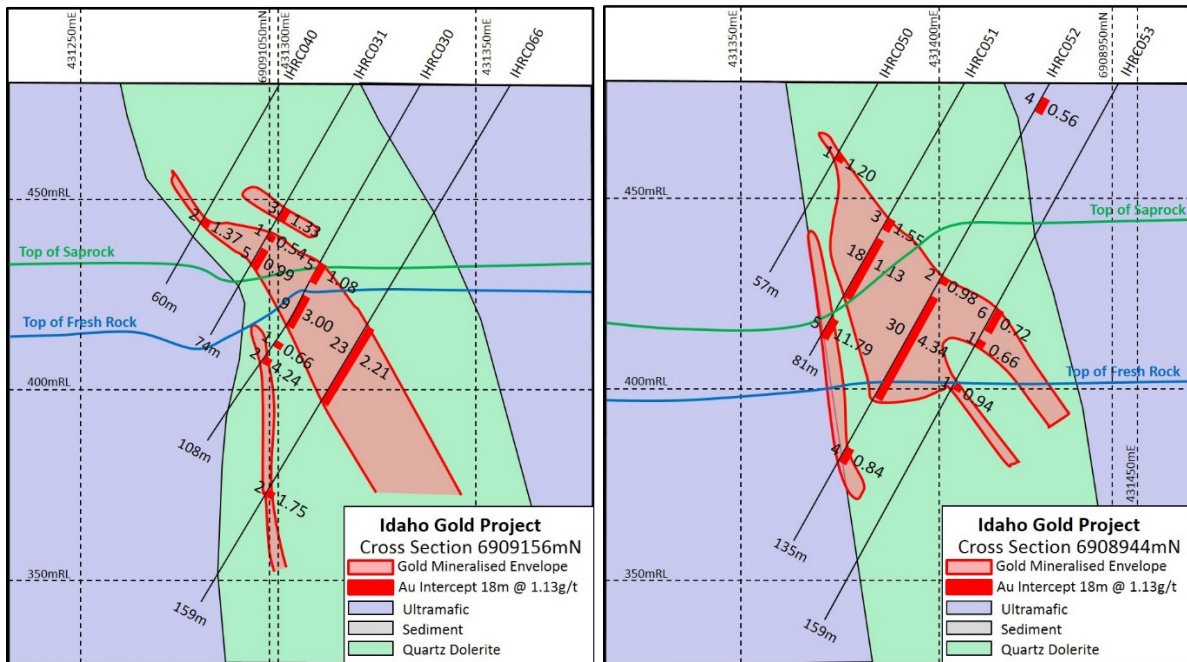 431250mE
6909105mN
431300mE
IHRC040
IHRC031
IHRC030
431350mE
IHRC066
450mRL
3 1.33
2 1.37
1 0.54
5 0.99
5 1.08
Top of Saprock
60m
9 3.00
Top of Fresh Rock
74m
1 0.66
23 2.21
2 4.24
400mRL
108m
2 1.75
350mRL
159m
Idaho Gold Project
Cross Section 6909156mN
Gold Mineralised Envelope
Au Intercept 18m @ 1.13g/t
Ultramafic
Sediment
Quartz Dolerite
431350mE
IHRC050
431400mE
IHRC051
IHRC052
6908950mN
IHRC053
4 0.56
1 1.20
450mRL
3 1.55
Top of Saprock
18 1.13
57m
2 0.98
6 0.72
5 11.79
30 4.34
1 0.66
81m
400mRL
Top of Fresh Rock
1 0.94
4 0.84
431450mE
135m
350mRL
159m
Idaho Gold Project
Cross Section 6908944mN
Gold Mineralised Envelope
Au Intercept 18m @ 1.13g/t
Ultramafic
Sediment
Quartz Dolerite